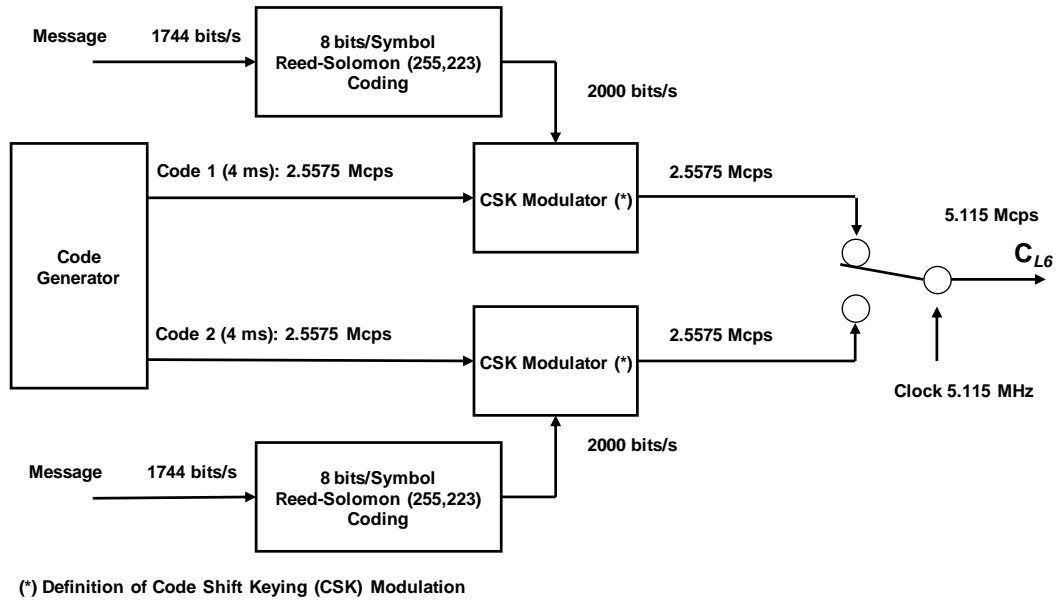 Message
1744 bits/s
8 bits/Symbol
Reed-Solomon (255,223)
Coding
2000 bits/s
Code
Generator
Code 1 (4 ms): 2.5575 Mcps
CSK Modulator (*)
2.5575 Mcps
5.115 Mcps
CL6
Code 2 (4 ms): 2.5575 Mcps
CSK Modulator (*)
2.5575 Mcps
Clock 5.115 MHz
2000 bits/s
Message
1744 bits/s
8 bits/Symbol
Reed-Solomon (255,223)
Coding
(*) Definition of Code Shift Keying (CSK) Modulation